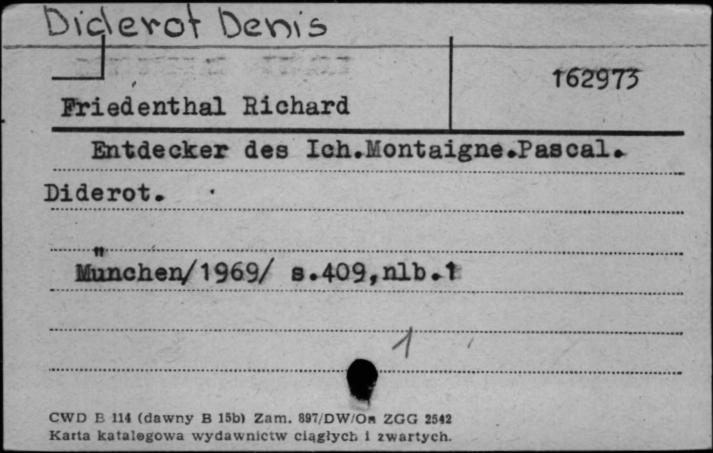 Diderot Denis
162973
Friedenthal Richard
Entdecker des Ich.Montaigne.Pascal.
Diderot.
München/1969/ s.409,nlb.1
1
CWD B 114 (dawny B 15b) Zam. 897/DW/On ZGG 2542
Karta katalogowa wydawnictw ciągłych i zwartych.